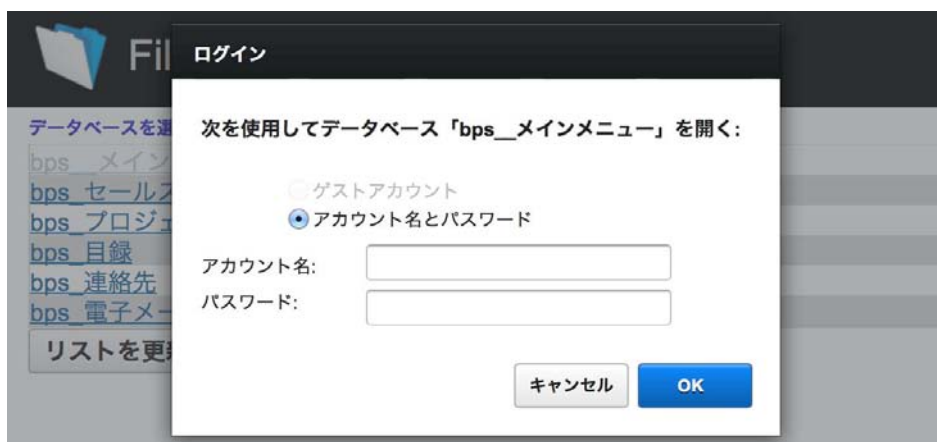 Fil
ログイン
データベースを選
次を使用してデータベース「bps__メインメニュー」を開く:
bps__メイン
ゲストアカウント
bps_セールス
アカウント名とパスワード
bps_プロジェ
bps_目録
アカウント名:
bps_連絡先
パスワード:
bps_電子メー
リストを更新
キャンセル
OK